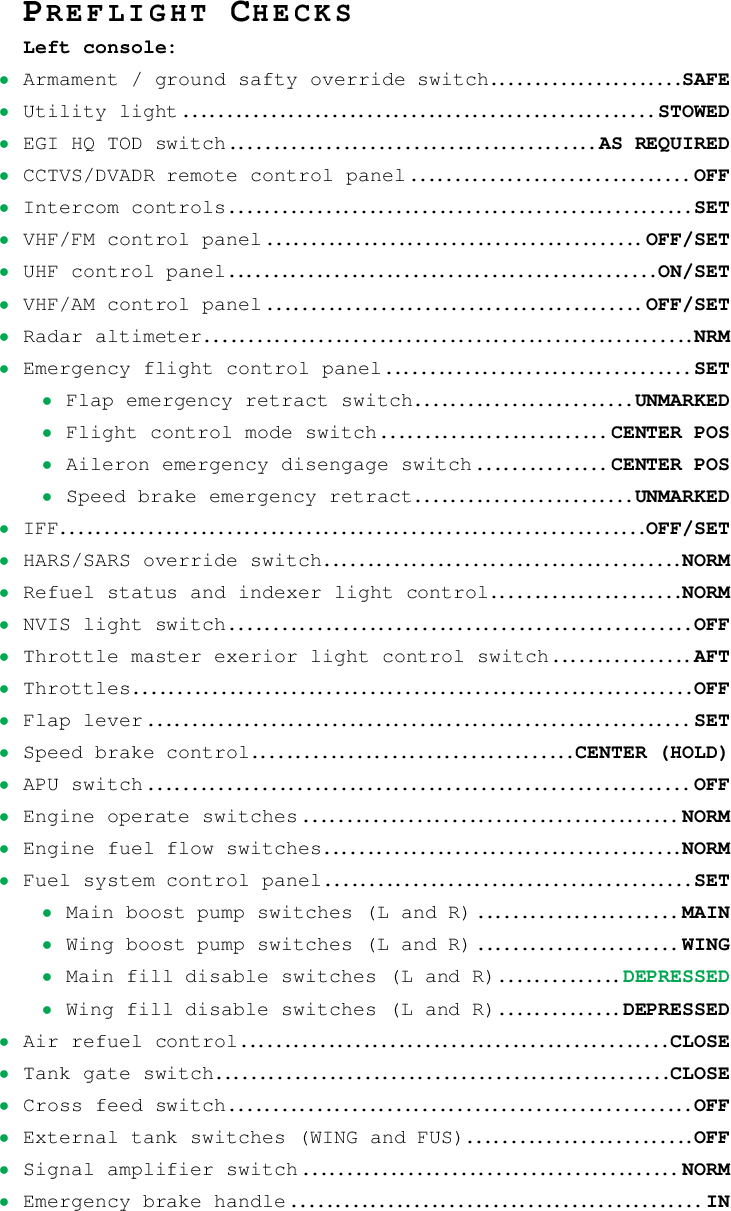 PREFLIGHT CHECKS
Left console:
• Armament / ground safty override switch......................SAFE
• Utility light......................................................STOWED
• EGI HQ TOD switch..........................................AS REQUIRED
• CCTVS/DVADR remote control panel................................OFF
• Intercom controls.....................................................SET
• VHF/FM control panel...........................................OFF/SET
• UHF control panel.................................................ON/SET
• VHF/AM control panel...........................................OFF/SET
• Radar altimeter........................................................NRM
• Emergency flight control panel...................................SET
• Flap emergency retract switch.........................UNMARKED
• Flight control mode switch..........................CENTER POS
• Aileron emergency disengage switch...............CENTER POS
• Speed brake emergency retract.........................UNMARKED
• IFF...................................................................OFF/SET
• HARS/SARS override switch.........................................NORM
• Refuel status and indexer light control......................NORM
• NVIS light switch.....................................................OFF
• Throttle master exerior light control switch................AFT
• Throttles................................................................OFF
• Flap lever..............................................................SET
• Speed brake control.....................................CENTER (HOLD)
• APU switch..............................................................OFF
• Engine operate switches...........................................NORM
• Engine fuel flow switches.........................................NORM
• Fuel system control panel..........................................SET
• Main boost pump switches (L and R).......................MAIN
• Wing boost pump switches (L and R).......................WING
• Main fill disable switches (L and R)..............DEPRESSED
• Wing fill disable switches (L and R)..............DEPRESSED
• Air refuel control.................................................CLOSE
• Tank gate switch....................................................CLOSE
• Cross feed switch.....................................................OFF
• External tank switches (WING and FUS)..........................OFF
• Signal amplifier switch...........................................NORM
• Emergency brake handle...............................................IN